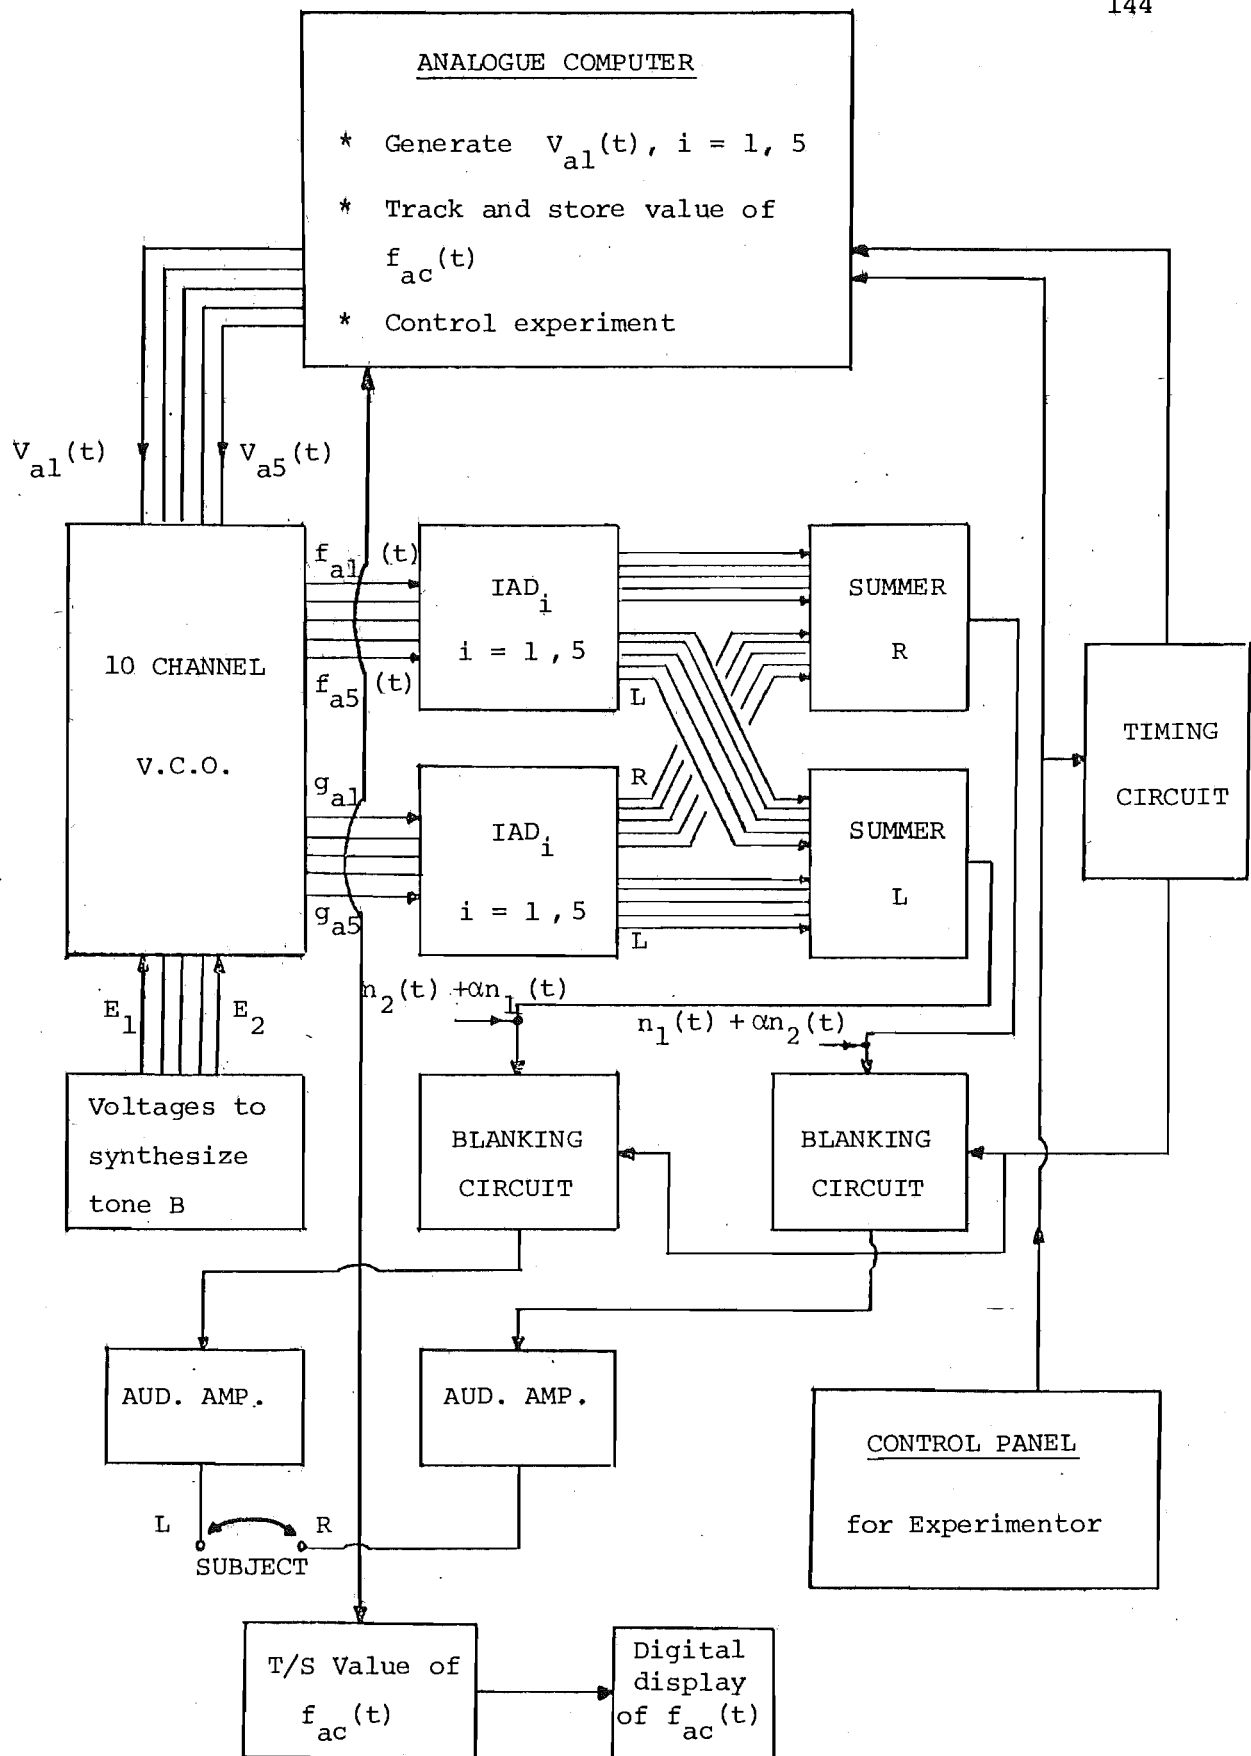 144
ANALOGUE COMPUTER
* Generate V_a1(t), i = 1, 5
* Track and store value of
f_ac(t)
* Control experiment
V_a1(t)
V_a5(t)
10 CHANNEL
V.C.O.
f_a1(t)
f_a5(t)
g_a1
g_a5
IAD_i
i = 1, 5
L
R
IAD_i
i = 1, 5
L
SUMMER
R
SUMMER
L
TIMING
CIRCUIT
E_1
E_2
n_2(t) + αn_1(t)
n_1(t) + αn_2(t)
Voltages to
synthesize
tone B
BLANKING
CIRCUIT
BLANKING
CIRCUIT
AUD. AMP.
AUD. AMP.
L
R
SUBJECT
CONTROL PANEL
for Experimentor
T/S Value of
f_ac(t)
Digital
display
of f_ac(t)